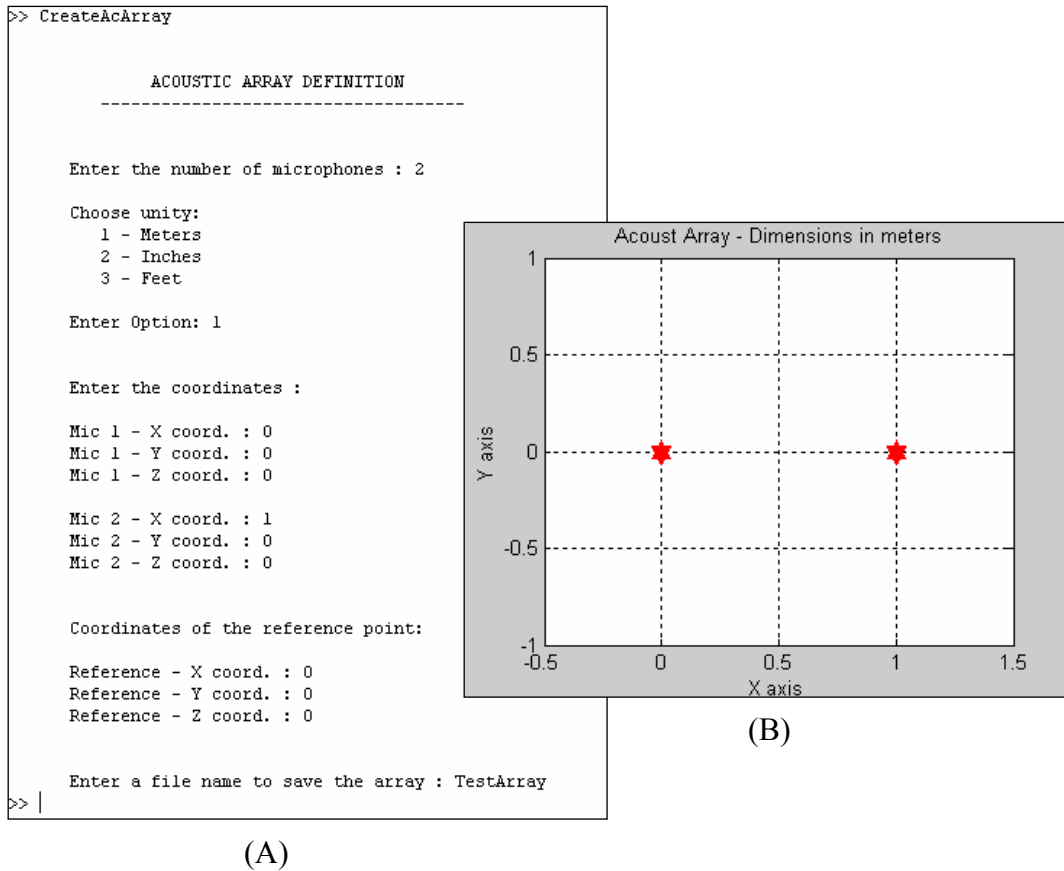 >> CreateAcArray
ACOUSTIC ARRAY DEFINITION
-----------------------------------
Enter the number of microphones : 2
Choose unity:
1 - Meters
2 - Inches
3 - Feet
Enter Option: 1
Enter the coordinates :
Mic 1 - X coord. : 0
Mic 1 - Y coord. : 0
Mic 1 - Z coord. : 0
Mic 2 - X coord. : 1
Mic 2 - Y coord. : 0
Mic 2 - Z coord. : 0
Coordinates of the reference point:
Reference - X coord. : 0
Reference - Y coord. : 0
Reference - Z coord. : 0
Enter a file name to save the array : TestArray
>>
(A)
Acoust Array - Dimensions in meters
1
0.5
0
-0.5
-1
Y axis
-0.5 0 0.5 1 1.5
X axis
(B)